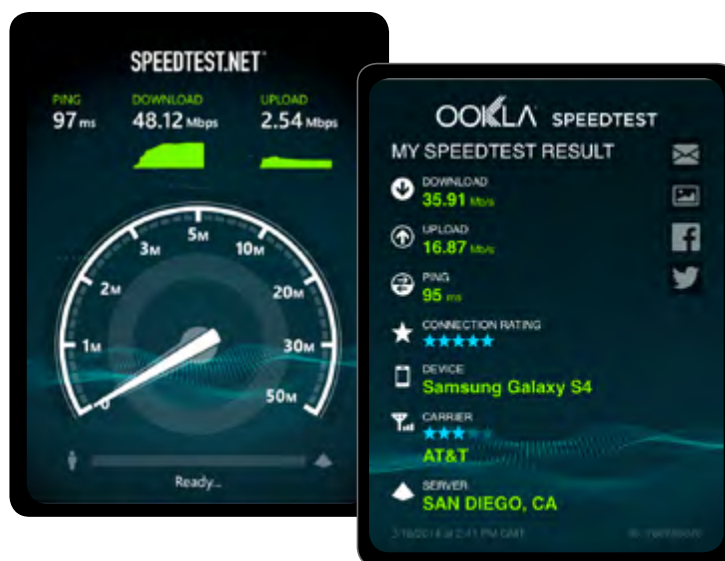 SPEEDTEST.NET
PING DOWNLOAD UPLOAD
97 ms 48.12 Mbps 2.54 Mbps
5M
3M 10M
2M 20M
1M 30M
0 50M
Ready...
OOKLA SPEEDTEST
MY SPEEDTEST RESULT
DOWNLOAD
35.91 Mb/s
UPLOAD
16.87 Mb/s
PING
95 ms
CONNECTION RATING
DEVICE
Samsung Galaxy S4
CARRIER
AT&T
SERVER
SAN DIEGO, CA